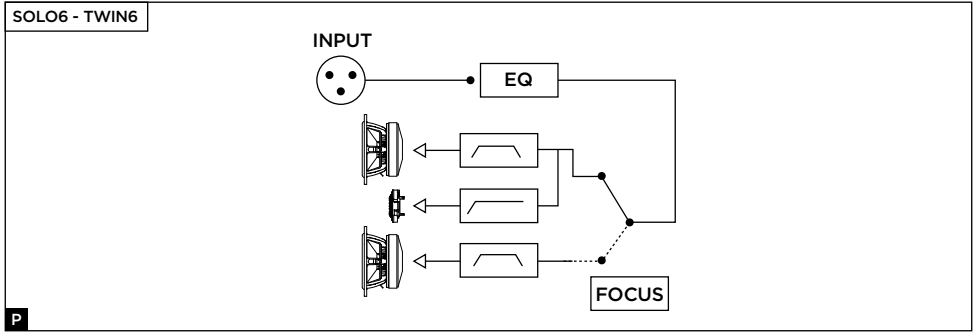 SOLO6 - TWIN6
INPUT
EQ
FOCUS
P